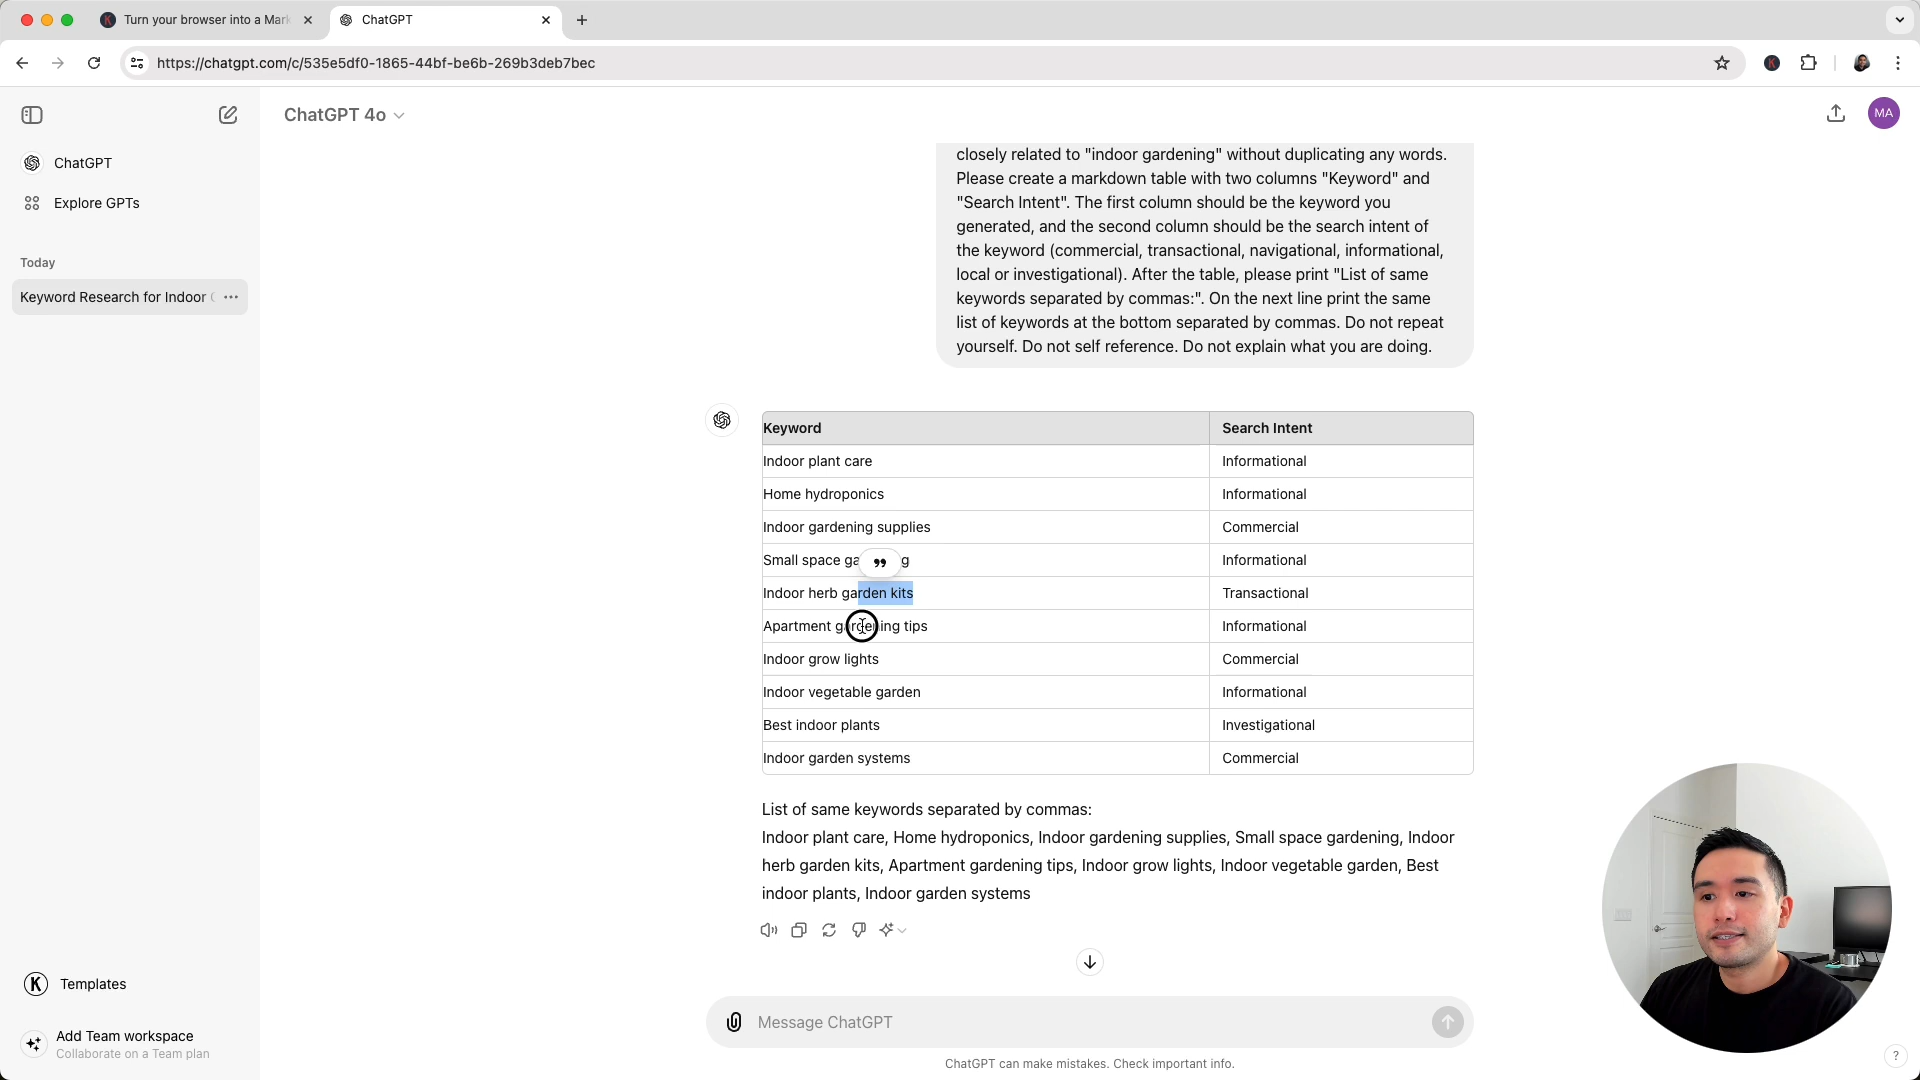 Turn your browser into a Mark
ChatGPT
https://chatgpt.com/c/535e5df0-1865-44bf-be6b-269b3deb7bec
K
ChatGPT 4o
MA
ChatGPT
Explore GPTs
Today
Keyword Research for Indoor
closely related to "indoor gardening" without duplicating any words.
Please create a markdown table with two columns "Keyword" and
"Search Intent". The first column should be the keyword you
generated, and the second column should be the search intent of
the keyword (commercial, transactional, navigational, informational,
local or investigational). After the table, please print "List of same
keywords separated by commas:". On the next line print the same
list of keywords at the bottom separated by commas. Do not repeat
yourself. Do not self reference. Do not explain what you are doing.
Keyword Search Intent
Indoor plant care Informational
Home hydroponics Informational
Indoor gardening supplies Commercial
Small space ga g Informational
Indoor herb garden kits Transactional
Apartment gardening tips Informational
Indoor grow lights Commercial
Indoor vegetable garden Informational
Best indoor plants Investigational
Indoor garden systems Commercial
List of same keywords separated by commas:
Indoor plant care, Home hydroponics, Indoor gardening supplies, Small space gardening, Indoor
herb garden kits, Apartment gardening tips, Indoor grow lights, Indoor vegetable garden, Best
indoor plants, Indoor garden systems
K Templates
Add Team workspace
Collaborate on a Team plan
Message ChatGPT
ChatGPT can make mistakes. Check important info.
?